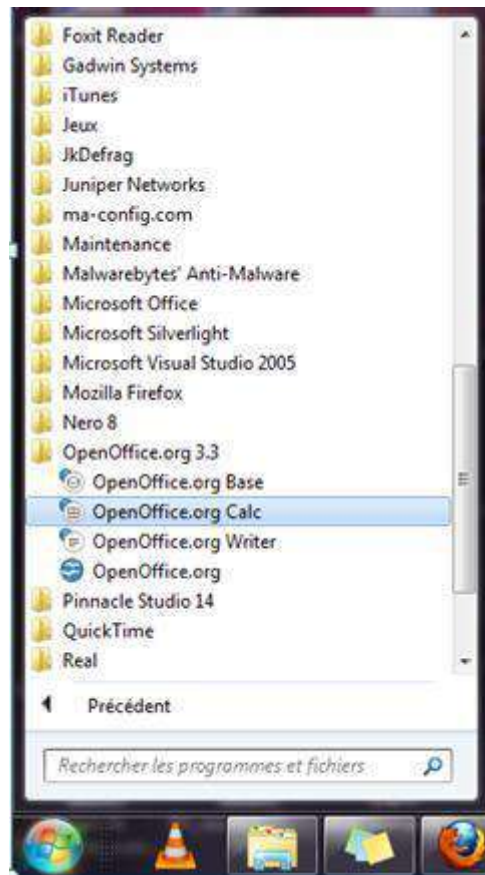 Foxit Reader
Gadwin Systems
iTunes
Jeux
JkDefrag
Juniper Networks
ma-config.com
Maintenance
Malwarebytes' Anti-Malware
Microsoft Office
Microsoft Silverlight
Microsoft Visual Studio 2005
Mozilla Firefox
Nero 8
OpenOffice.org 3.3
OpenOffice.org Base
OpenOffice.org Calc
OpenOffice.org Writer
OpenOffice.org
Pinnacle Studio 14
QuickTime
Real
Précédent
Rechercher les programmes et fichiers